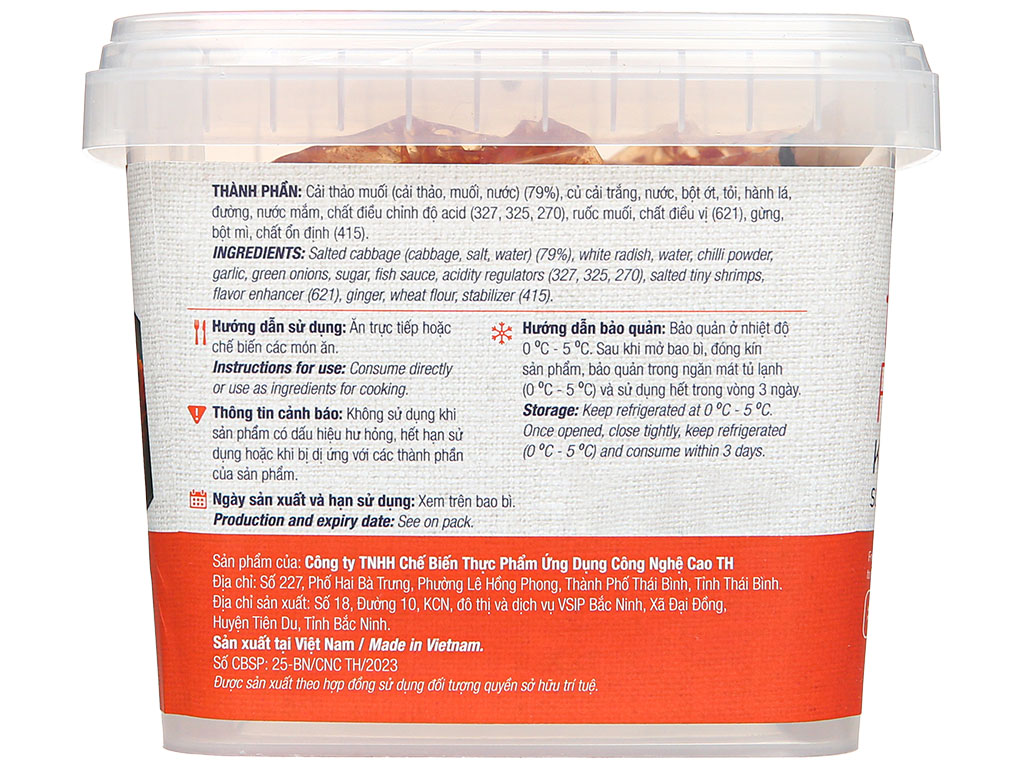 THÀNH PHẦN: Cải thảo muối (cải thảo, muối, nước) (79%), củ cải trắng, nước, bột ớt, tỏi, hành lá,
đường, nước mắm, chất điều chỉnh độ acid (327, 325, 270), ruốc muối, chất điều vị (621), gừng,
bột mì, chất ổn định (415).
INGREDIENTS: Salted cabbage (cabbage, salt, water) (79%), white radish, water, chilli powder,
garlic, green onions, sugar, fish sauce, acidity regulators (327, 325, 270), salted tiny shrimps,
flavor enhancer (621), ginger, wheat flour, stabilizer (415).
Hướng dẫn sử dụng: Ăn trực tiếp hoặc
chế biến các món ăn.
Instructions for use: Consume directly
or use as ingredients for cooking.
Thông tin cảnh báo: Không sử dụng khi
sản phẩm có dấu hiệu hư hỏng, hết hạn sử
dụng hoặc khi bị dị ứng với các thành phần
của sản phẩm.
Hướng dẫn bảo quản: Bảo quản ở nhiệt độ
0 ºC - 5 ºC. Sau khi mở bao bì, đóng kín
sản phẩm, bảo quản trong ngăn mát tủ lạnh
(0 ºC - 5 ºC) và sử dụng hết trong vòng 3 ngày.
Storage: Keep refrigerated at 0 ºC - 5 ºC.
Once opened, close tightly, keep refrigerated
(0 ºC - 5 ºC) and consume within 3 days.
Ngày sản xuất và hạn sử dụng: Xem trên bao bì.
Production and expiry date: See on pack.
Sản phẩm của: Công ty TNHH Chế Biến Thực Phẩm Ứng Dụng Công Nghệ Cao TH
Địa chỉ: Số 227, Phố Hai Bà Trưng, Phường Lê Hồng Phong, Thành Phố Thái Bình, Tỉnh Thái Bình.
Địa chỉ sản xuất: Số 18, Đường 10, KCN, đô thị và dịch vụ VSIP Bắc Ninh, Xã Đại Đồng,
Huyện Tiên Du, Tỉnh Bắc Ninh.
Sản xuất tại Việt Nam / Made in Vietnam.
Số CBSP: 25-BN/CNC TH/2023
Được sản xuất theo hợp đồng sử dụng đối tượng quyền sở hữu trí tuệ.